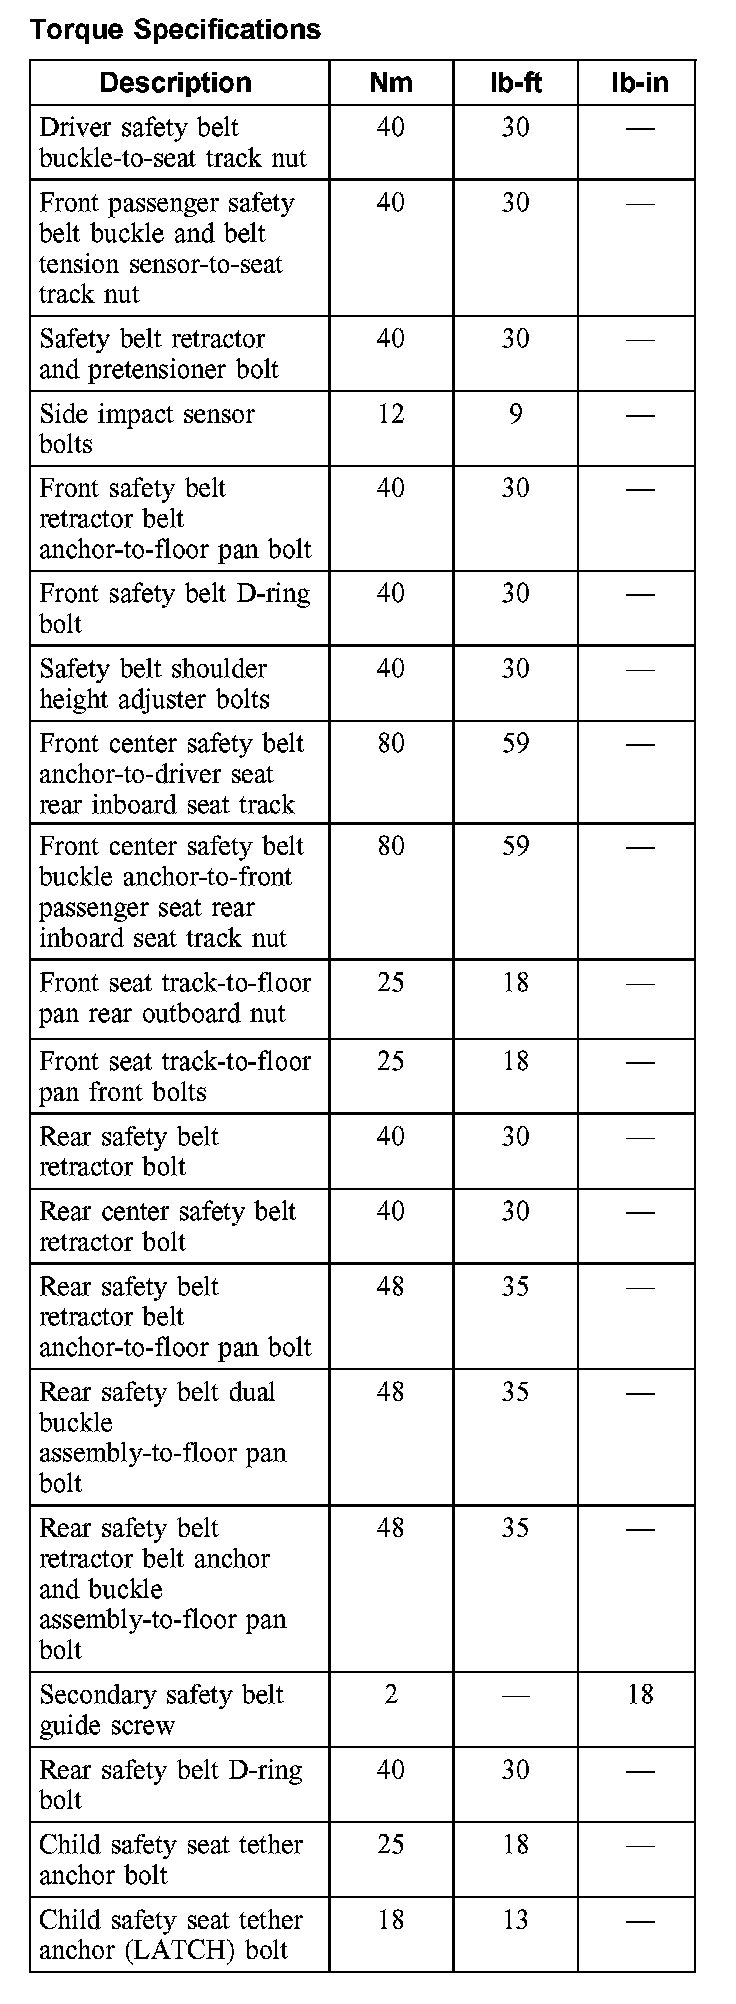 Torque Specifications
Description Nm lb-ft lb-in
Driver safety belt 40 30 —
buckle-to-seat track nut
Front passenger safety 40 30 —
belt buckle and belt
tension sensor-to-seat
track nut
Safety belt retractor 40 30 —
and pretensioner bolt
Side impact sensor 12 9 —
bolts
Front safety belt 40 30 —
retractor belt
anchor-to-floor pan bolt
Front safety belt D-ring 40 30 —
bolt
Safety belt shoulder 40 30 —
height adjuster bolts
Front center safety belt 80 59 —
anchor-to-driver seat
rear inboard seat track
Front center safety belt 80 59 —
buckle anchor-to-front
passenger seat rear
inboard seat track nut
Front seat track-to-floor 25 18 —
pan rear outboard nut
Front seat track-to-floor 25 18 —
pan front bolts
Rear safety belt 40 30 —
retractor bolt
Rear center safety belt 40 30 —
retractor bolt
Rear safety belt 48 35 —
retractor belt
anchor-to-floor pan bolt
Rear safety belt dual 48 35 —
buckle
assembly-to-floor pan
bolt
Rear safety belt 48 35 —
retractor belt anchor
and buckle
assembly-to-floor pan
bolt
Secondary safety belt 2 — 18
guide screw
Rear safety belt D-ring 40 30 —
bolt
Child safety seat tether 25 18 —
anchor bolt
Child safety seat tether 18 13 —
anchor (LATCH) bolt